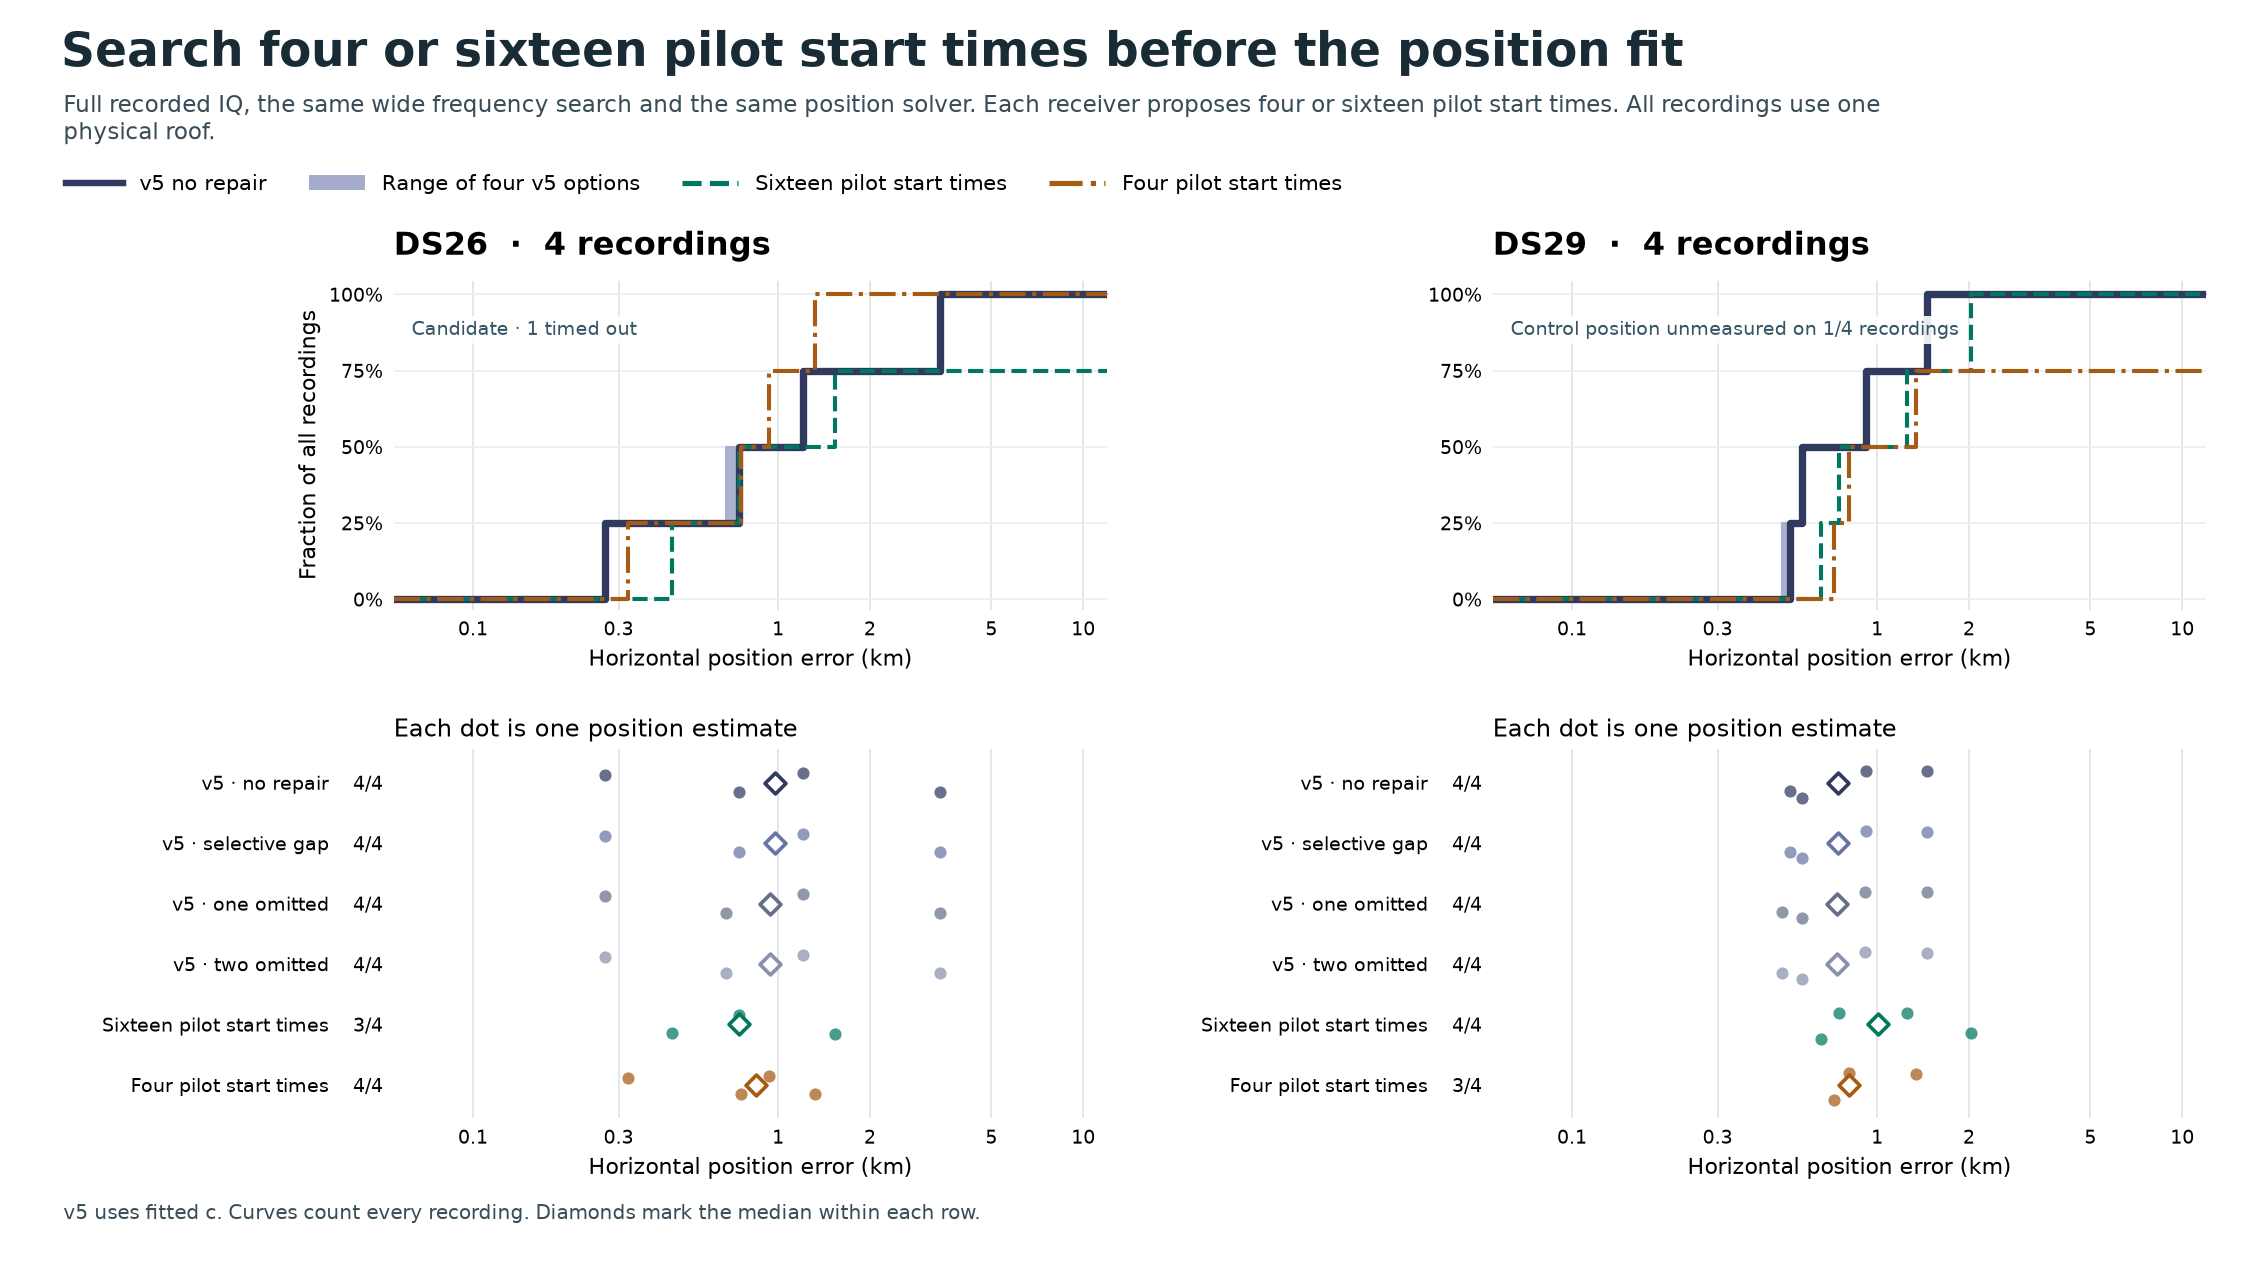 Search four or sixteen pilot start times before the position fit
Full recorded IQ, the same wide frequency search and the same position solver. Each receiver proposes four or sixteen pilot start times. All recordings use one
physical roof.
v5 no repair
Range of four v5 options
Sixteen pilot start times
Four pilot start times
DS26 · 4 recordings
Fraction of all recordings
100%
75%
50%
25%
0%
Candidate · 1 timed out
0.1 0.3 1 2 5 10
Horizontal position error (km)
DS29 · 4 recordings
100%
75%
50%
25%
0%
Control position unmeasured on 1/4 recordings
0.1 0.3 1 2 5 10
Horizontal position error (km)
Each dot is one position estimate
v5 · no repair 4/4
v5 · selective gap 4/4
v5 · one omitted 4/4
v5 · two omitted 4/4
Sixteen pilot start times 3/4
Four pilot start times 4/4
0.1 0.3 1 2 5 10
Horizontal position error (km)
Each dot is one position estimate
v5 · no repair 4/4
v5 · selective gap 4/4
v5 · one omitted 4/4
v5 · two omitted 4/4
Sixteen pilot start times 4/4
Four pilot start times 3/4
0.1 0.3 1 2 5 10
Horizontal position error (km)
v5 uses fitted c. Curves count every recording. Diamonds mark the median within each row.